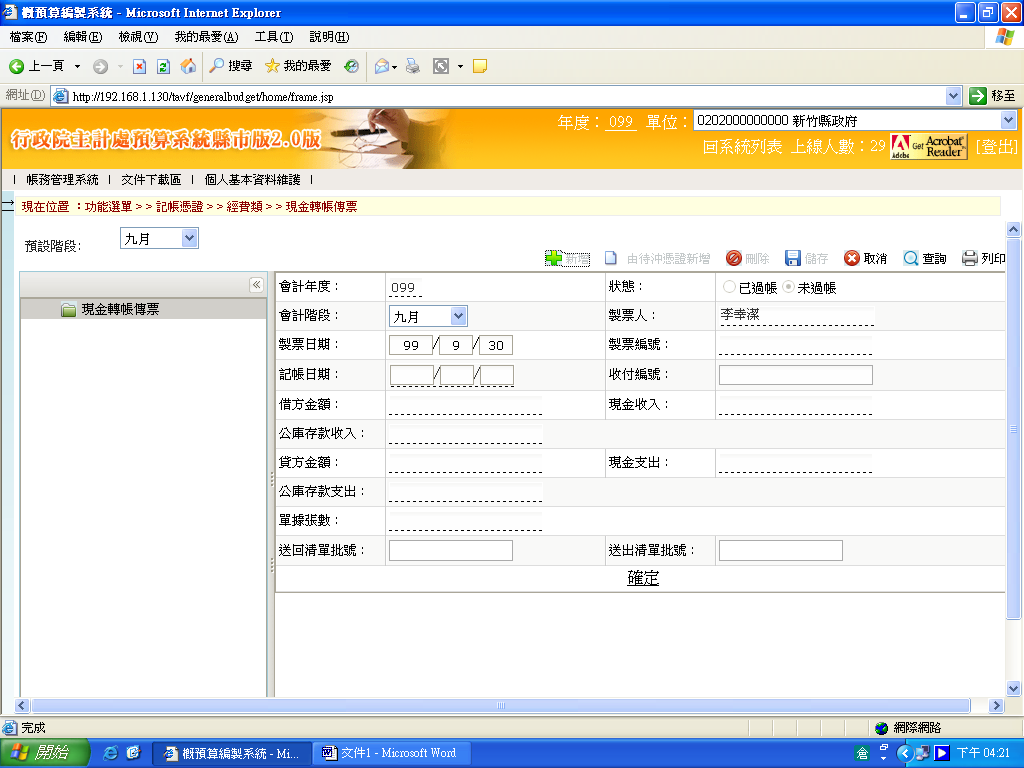 概預算編製系統 - Microsoft Internet Explorer
檔案(F) 編輯(E) 檢視(V) 我的最愛(A) 工具(T) 說明(H)
上一頁 搜尋 我的最愛
網址(D) http://192.168.1.130/tavf/generalbudget/home/frame.jsp 移至
行政院主計處預算系統縣市版2.0版
年度：099 單位：0202000000000 新竹縣政府
回系統列表 上線人數：29 Adobe Get Acrobat Reader [登出]
| 帳務管理系統 | 文件下載區 | 個人基本資料維護 |
現在位置：功能選單>>記帳憑證>>經費類>>現金轉帳傳票
預設階段: 九月
新增 由待沖憑證新增 刪除 儲存 取消 查詢 列印
現金轉帳傳票
會計年度： 099 狀態： 已過帳 未過帳
會計階段： 九月 製票人： 李幸潔
製票日期： 99 / 9 / 30 製票編號：
記帳日期： / / 收付編號：
借方金額： 現金收入：
公庫存款收入：
貸方金額： 現金支出：
公庫存款支出：
單據張數：
送回清單批號： 送出清單批號：
確定
完成 網際網路
開始 概預算編製系統 - Mi... 文件1 - Microsoft Word 倉 下午 04:21